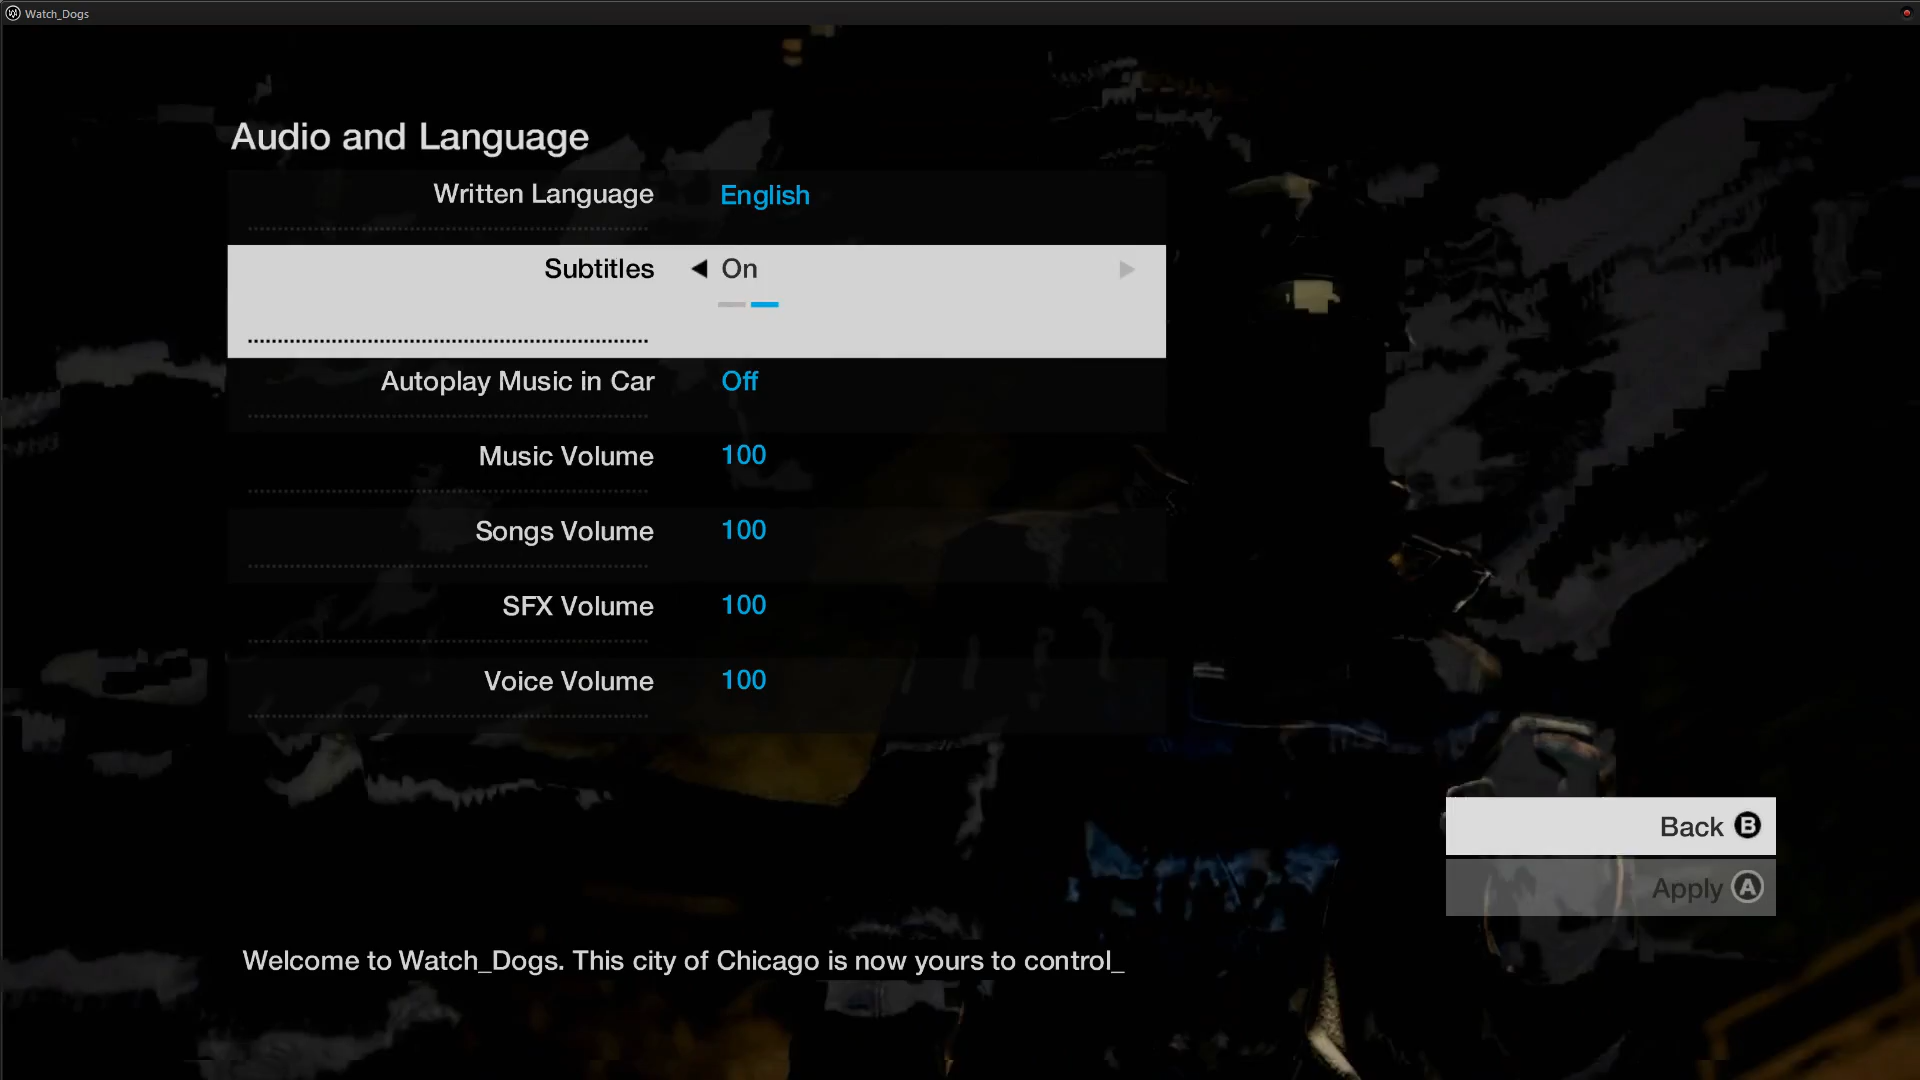 Watch_Dogs
Audio and Language
Written Language English
Subtitles On
Autoplay Music in Car Off
Music Volume 100
Songs Volume 100
SFX Volume 100
Voice Volume 100
Back B
Apply A
Welcome to Watch_Dogs. This city of Chicago is now yours to control_